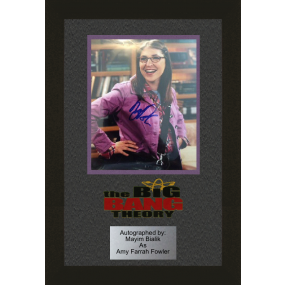 the BIG
BANG
THEORY
Autographed by:
Mayim Bialik
As
Amy Farrah Fowler